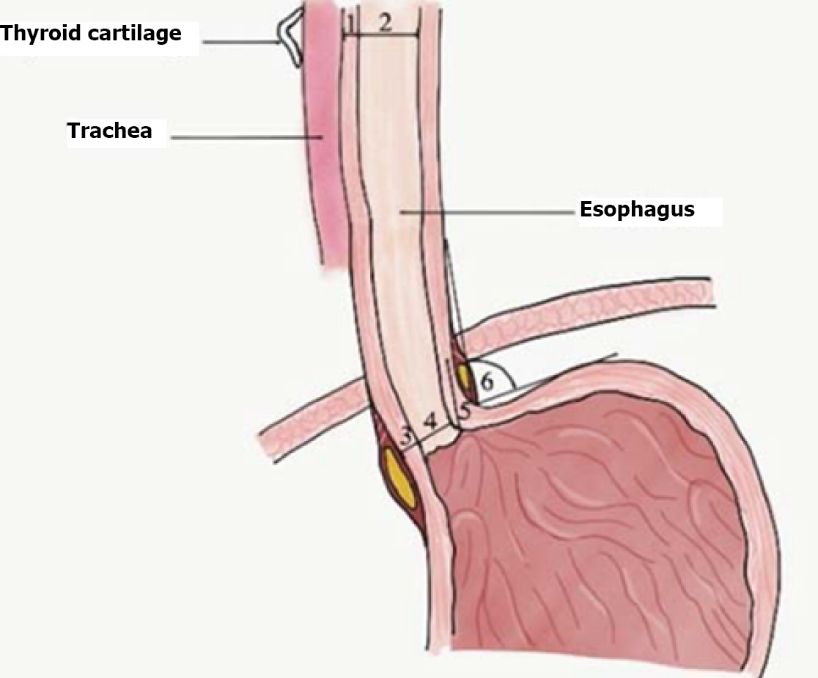 Thyroid cartilage
1 2
Trachea
Esophagus
6
3 4 5